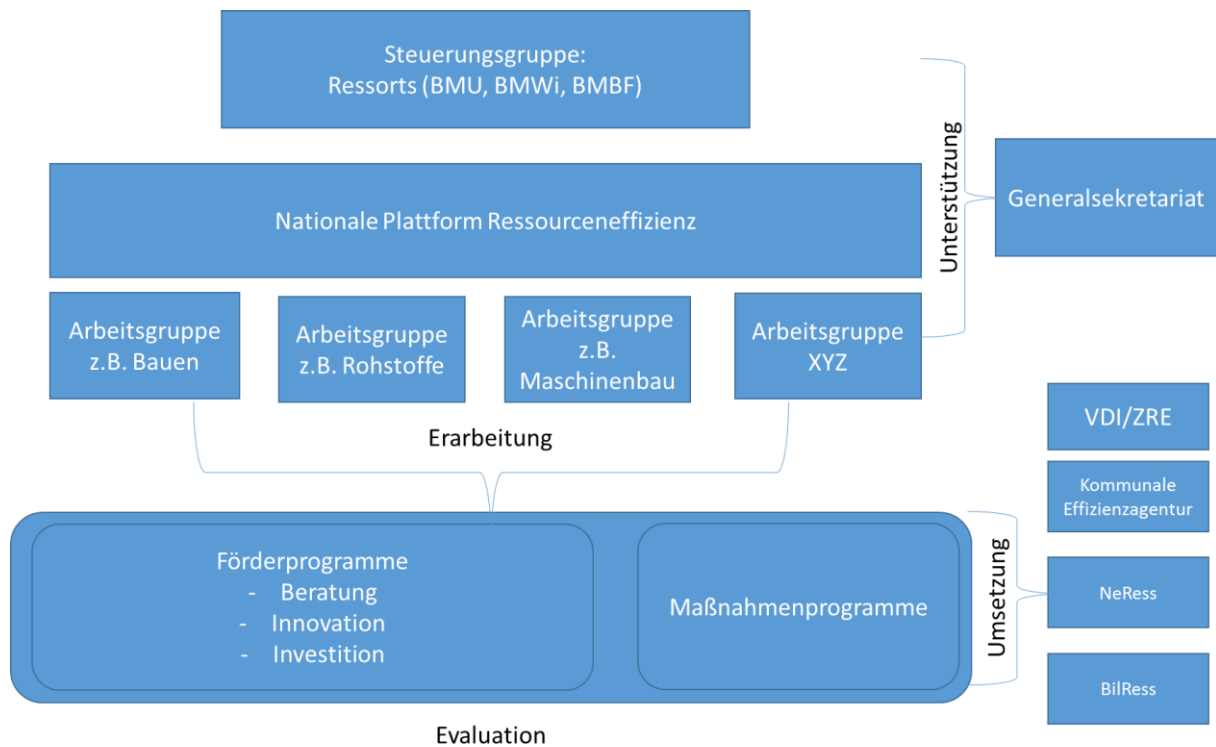 Steuerungsgruppe:
Ressorts (BMU, BMWi, BMBF)
Unterstützung
Generalsekretariat
Nationale Plattform Ressourceneffizienz
Arbeitsgruppe
z.B. Bauen
Arbeitsgruppe
z.B. Rohstoffe
Arbeitsgruppe
z.B.
Maschinenbau
Arbeitsgruppe
XYZ
Erarbeitung
VDI/ZRE
Kommunale
Effizienzagentur
NeRess
BilRess
Umsetzung
Förderprogramme
- Beratung
- Innovation
- Investition
Maßnahmenprogramme
Evaluation